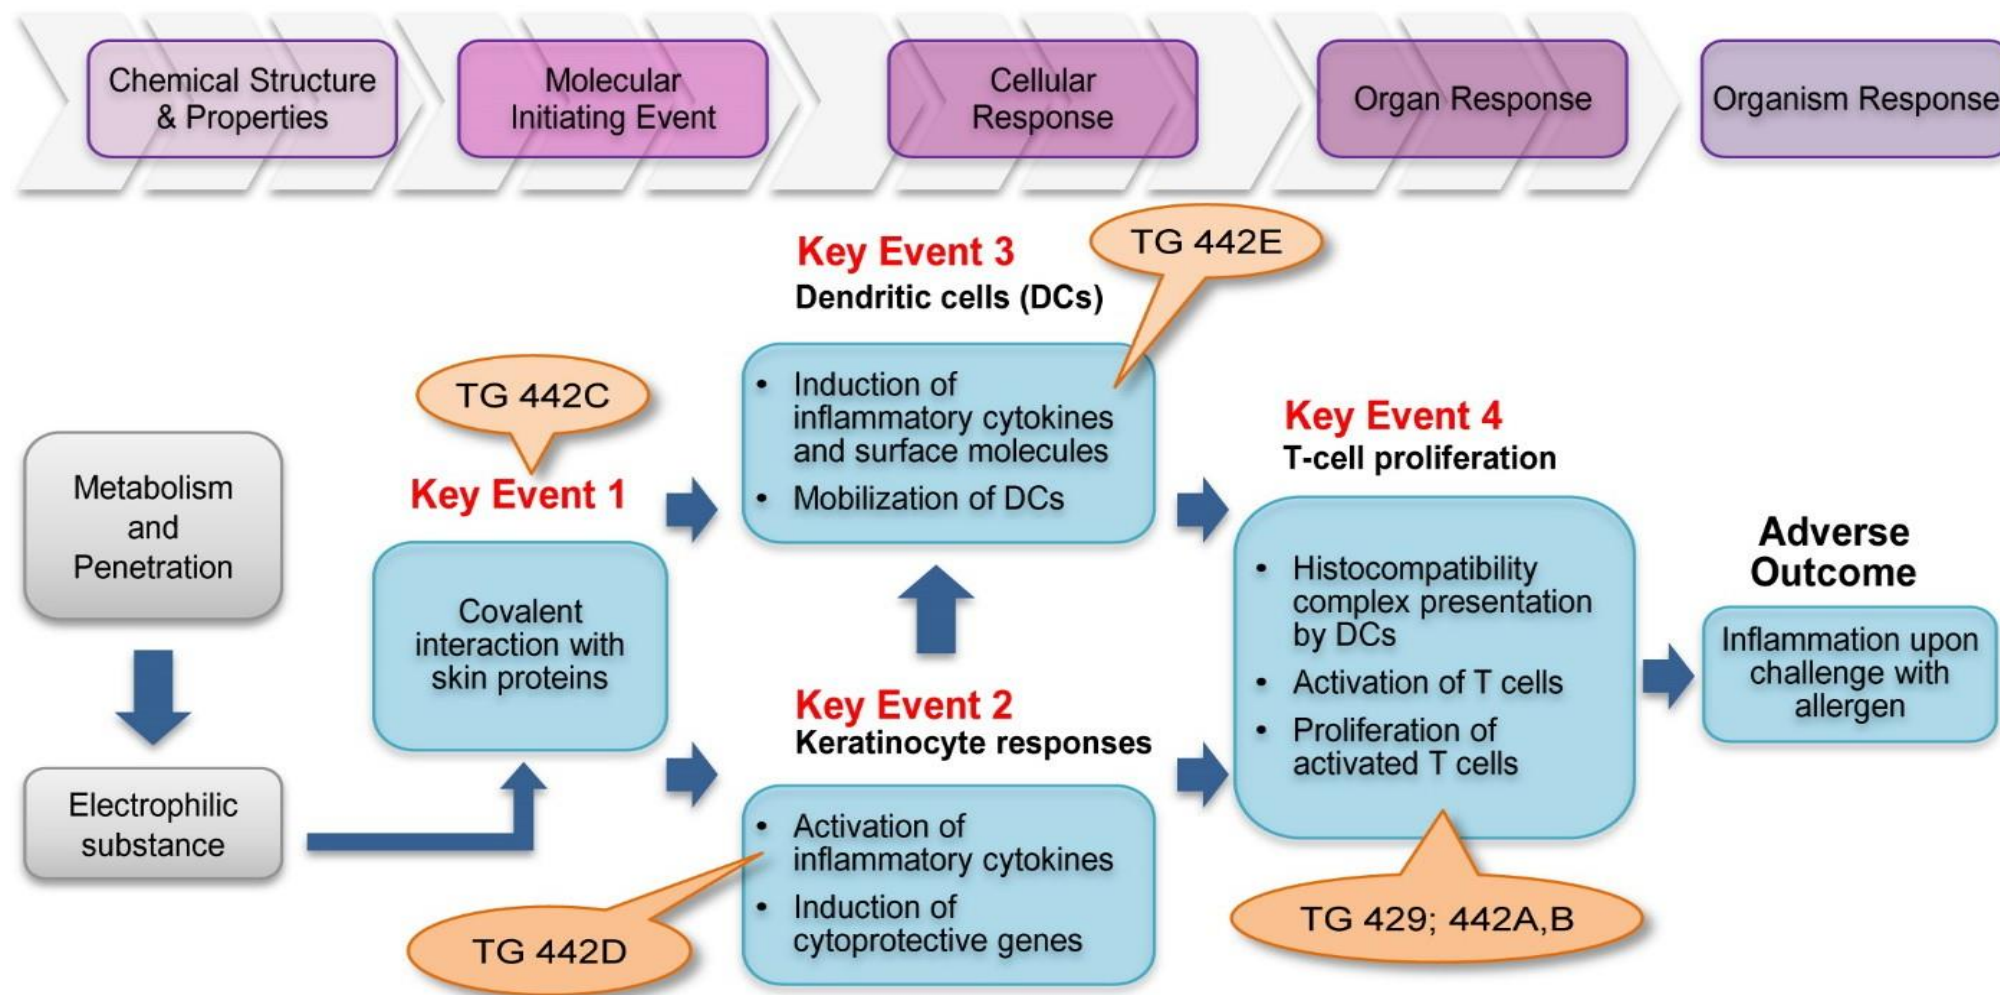 Chemical Structure
& Properties
Molecular
Initiating Event
Cellular
Response
Organ Response
Organism Response
Key Event 3
Dendritic cells (DCs)
TG 442E
TG 442C
Key Event 1
Metabolism
and
Penetration
Electrophilic
substance
Covalent
interaction with
skin proteins
• Induction of
inflammatory cytokines
and surface molecules
• Mobilization of DCs
Key Event 2
Keratinocyte responses
• Activation of
inflammatory cytokines
• Induction of
cytoprotective genes
TG 442D
Key Event 4
T-cell proliferation
• Histocompatibility
complex presentation
by DCs
• Activation of T cells
• Proliferation of
activated T cells
TG 429; 442A,B
Adverse
Outcome
Inflammation upon
challenge with
allergen